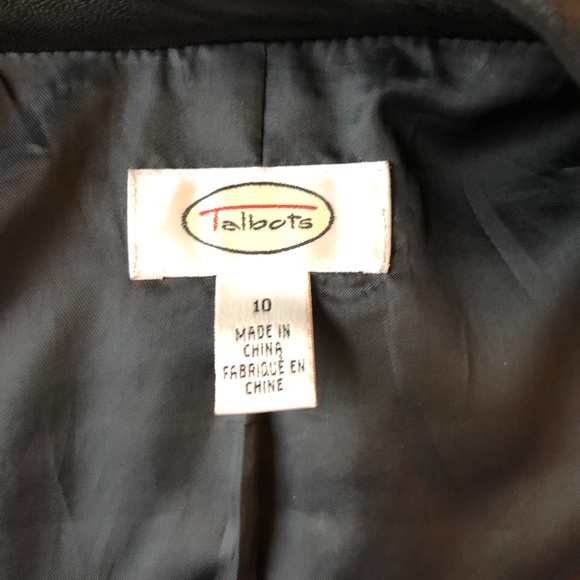 Talbots
10
MADE IN
CHINA
FABRIQUÉ EN
CHINE